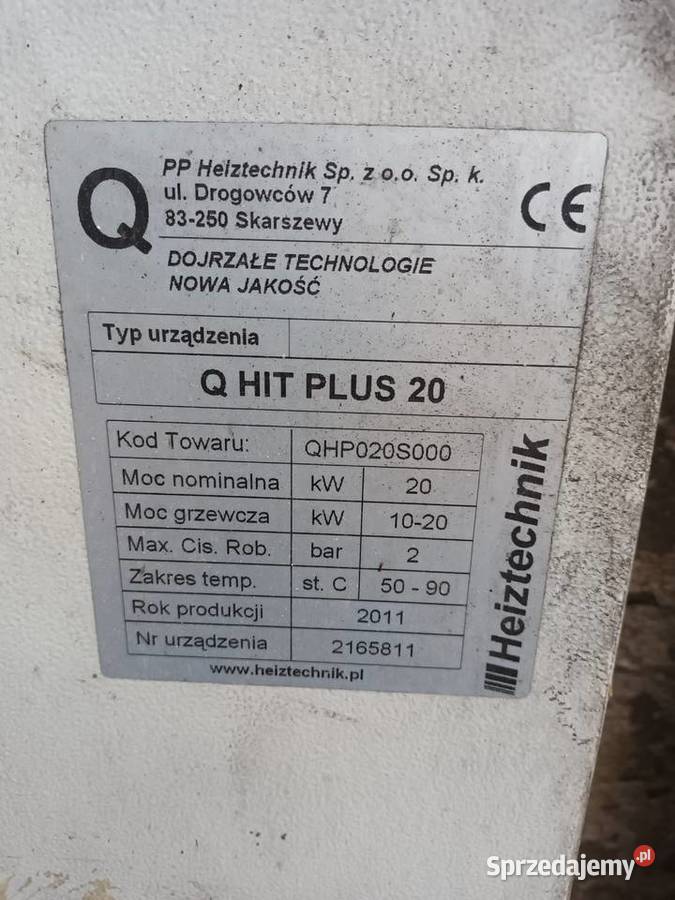 Q
PP Heiztechnik Sp. z o.o. Sp. k.
ul. Drogowców 7
83-250 Skarszewy
CE
DOJRZAŁE TECHNOLOGIE
NOWA JAKOŚĆ
Typ urządzenia
Q HIT PLUS 20
Kod Towaru: QHP020S000
Moc nominalna kW 20
Moc grzewcza kW 10-20
Max. Cis. Rob. bar 2
Zakres temp. st. C 50 - 90
Rok produkcji 2011
Nr urządzenia 2165811
www.heiztechnik.pl
Heiztechnik
Sprzedajemy.pl